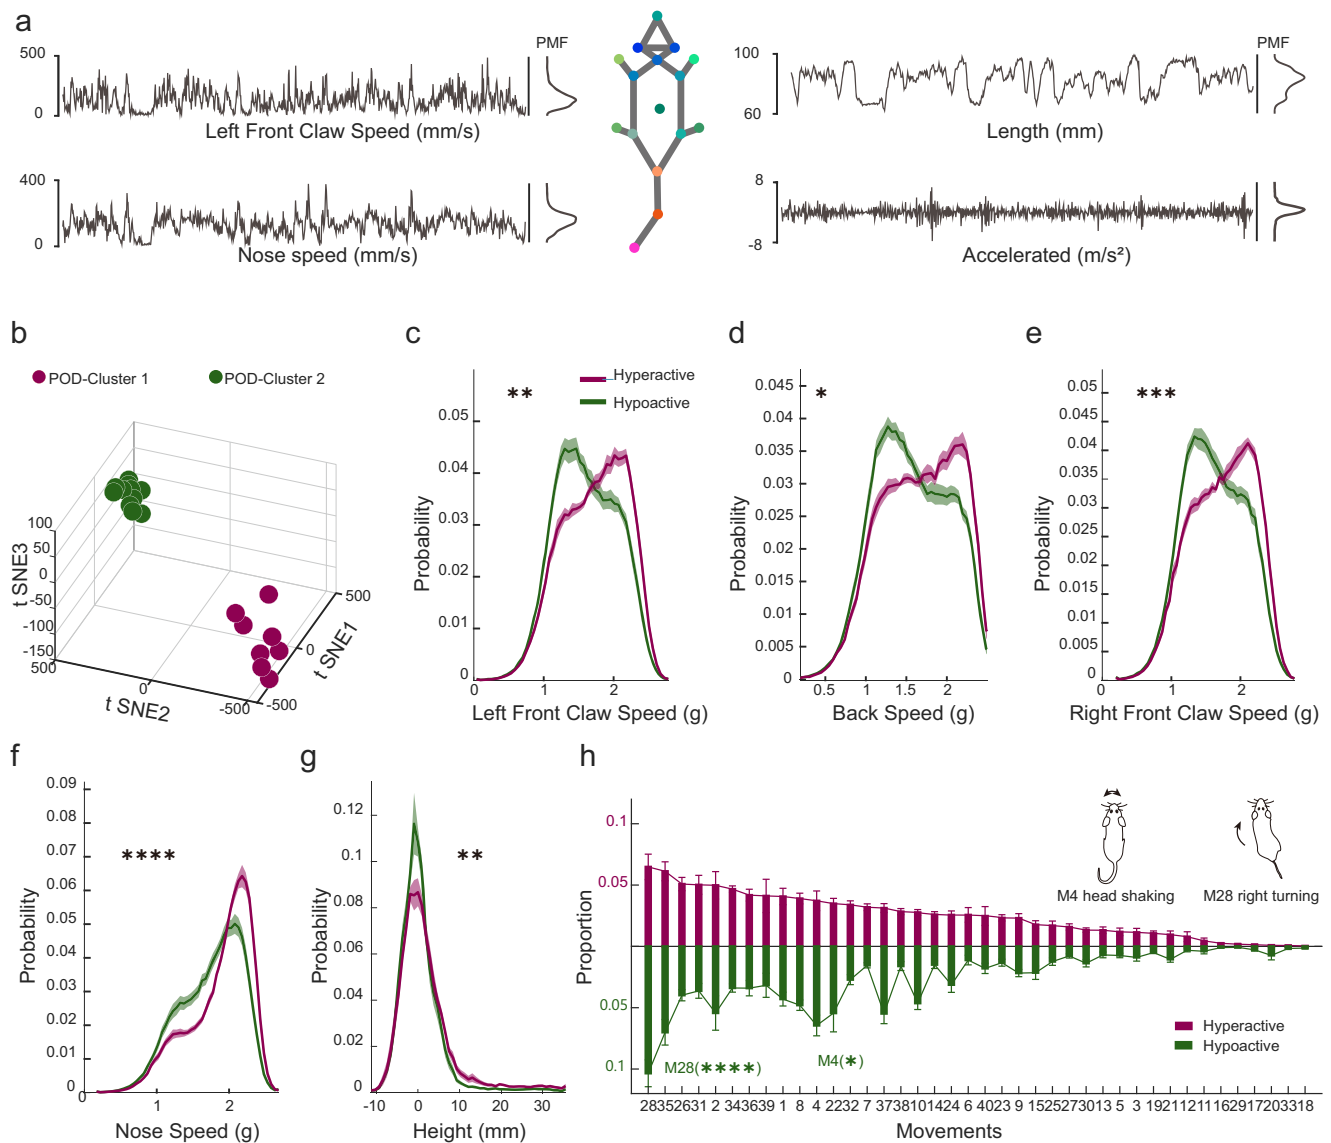 a
500
0
PMF
Left Front Claw Speed (mm/s)
400
0
Nose speed (mm/s)
100
60
PMF
Length (mm)
8
-8
Accelerated (m/s²)
b
POD-Cluster 1
POD-Cluster 2
100
50
0
-50
-100
-150
t SNE3
500
0
-500
t SNE2
-500
0
500
t SNE1
c
**
Hyperactive
Hypoactive
0.05
0.04
0.03
0.02
0.01
0
Probability
0
1
2
Left Front Claw Speed (g)
d
*
0.045
0.04
0.035
0.03
0.025
0.02
0.015
0.01
0.005
0
Probability
0.5
1
1.5
2
Back Speed (g)
e
***
0.05
0.045
0.04
0.035
0.03
0.025
0.02
0.015
0.01
0.005
0
Probability
0
1
2
Right Front Claw Speed (g)
f
****
0.09
0.08
0.07
0.06
0.05
0.04
0.03
0.02
0.01
0
Probability
1
2
Nose Speed (g)
g
**
0.12
0.1
0.08
0.06
0.04
0.02
0
Probability
-10
0
10
20
30
Height (mm)
h
0.1
0.05
0.05
0.1
Proportion
M4 head shaking
M28 right turning
Hyperactive
Hypoactive
M28(****)
M4(*)
28352631 2 343639 1 8 4 2232 7 3738101424 6 4023 9 1525273013 5 3 192111121162917203318
Movements